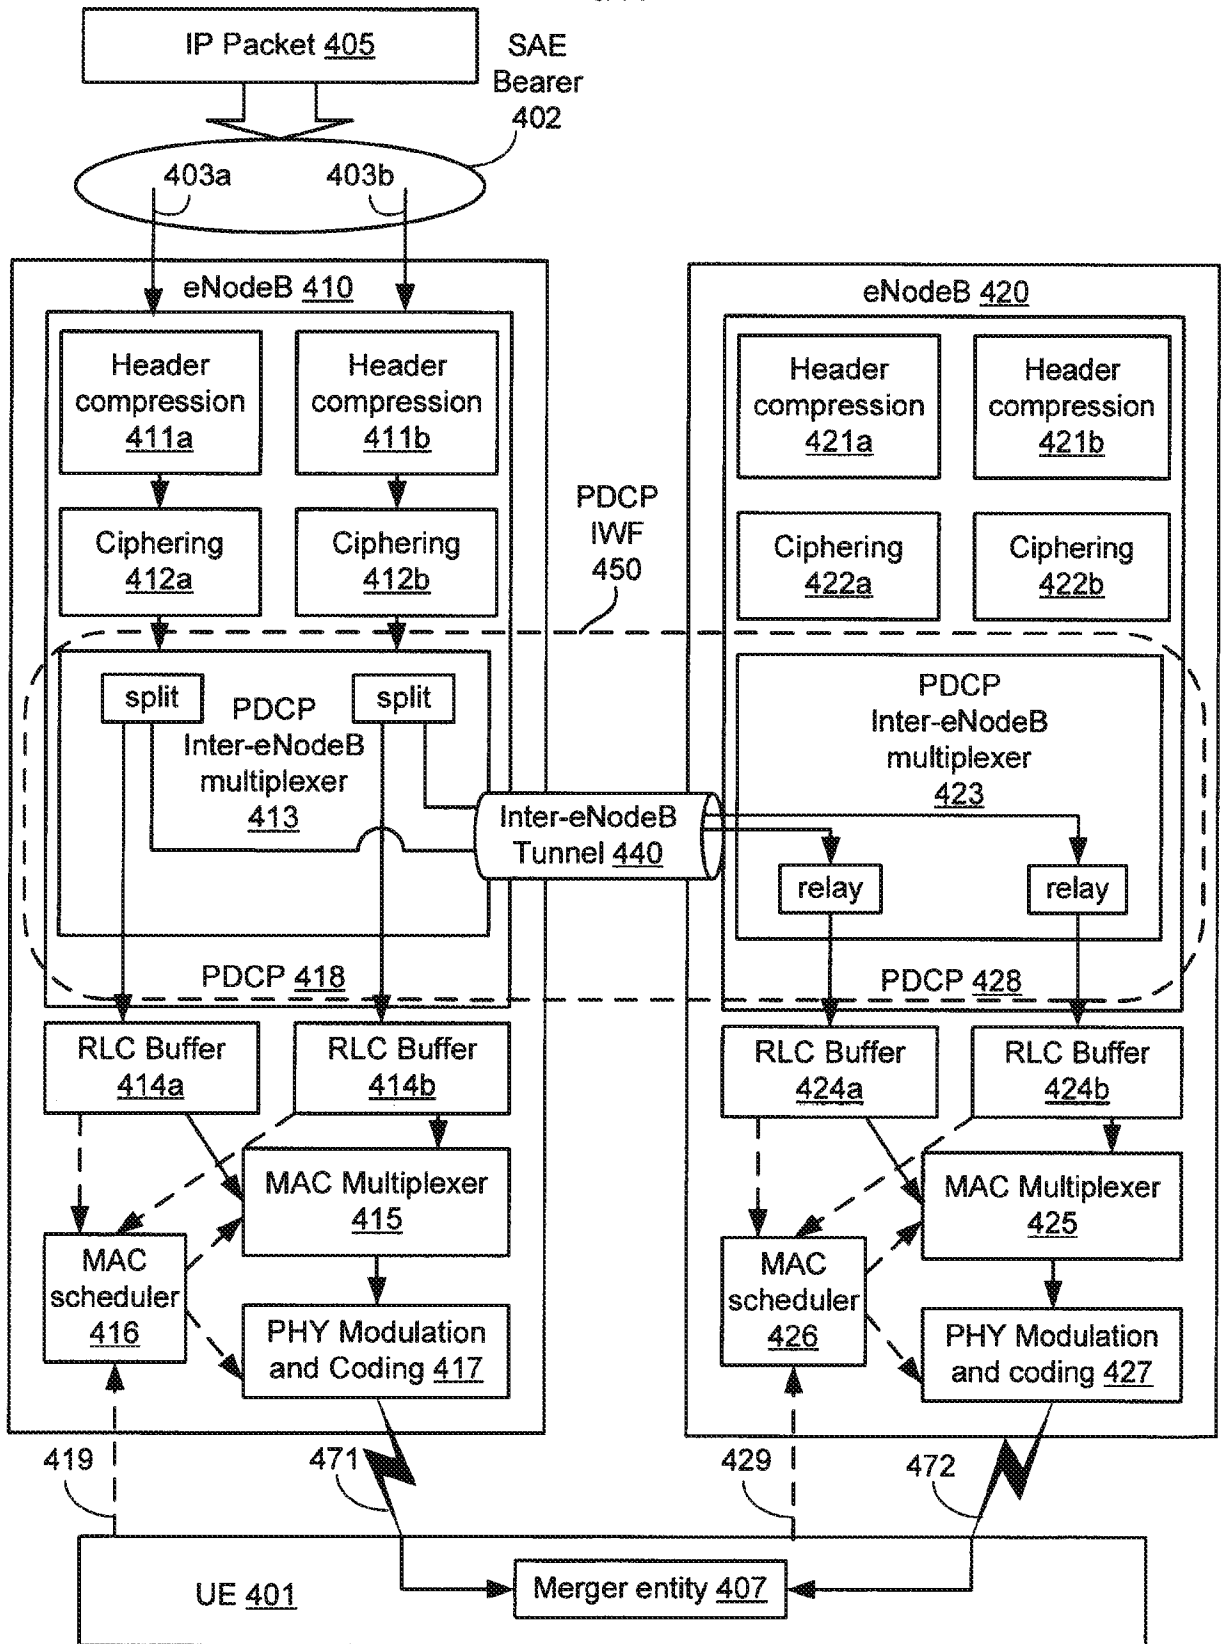 IP Packet 405
SAE
Bearer
402
403a
403b
eNodeB 410
Header
compression
411a
Header
compression
411b
Ciphering
412a
Ciphering
412b
split
split
PDCP
Inter-eNodeB
multiplexer
413
PDCP 418
RLC Buffer
414a
RLC Buffer
414b
MAC Multiplexer
415
MAC
scheduler
416
PHY Modulation
and Coding 417
PDCP
IWF
450
Inter-eNodeB
Tunnel 440
eNodeB 420
Header
compression
421a
Header
compression
421b
Ciphering
422a
Ciphering
422b
PDCP
Inter-eNodeB
multiplexer
423
relay
relay
PDCP 428
RLC Buffer
424a
RLC Buffer
424b
MAC Multiplexer
425
MAC
scheduler
426
PHY Modulation
and coding 427
419
471
429
472
UE 401
Merger entity 407